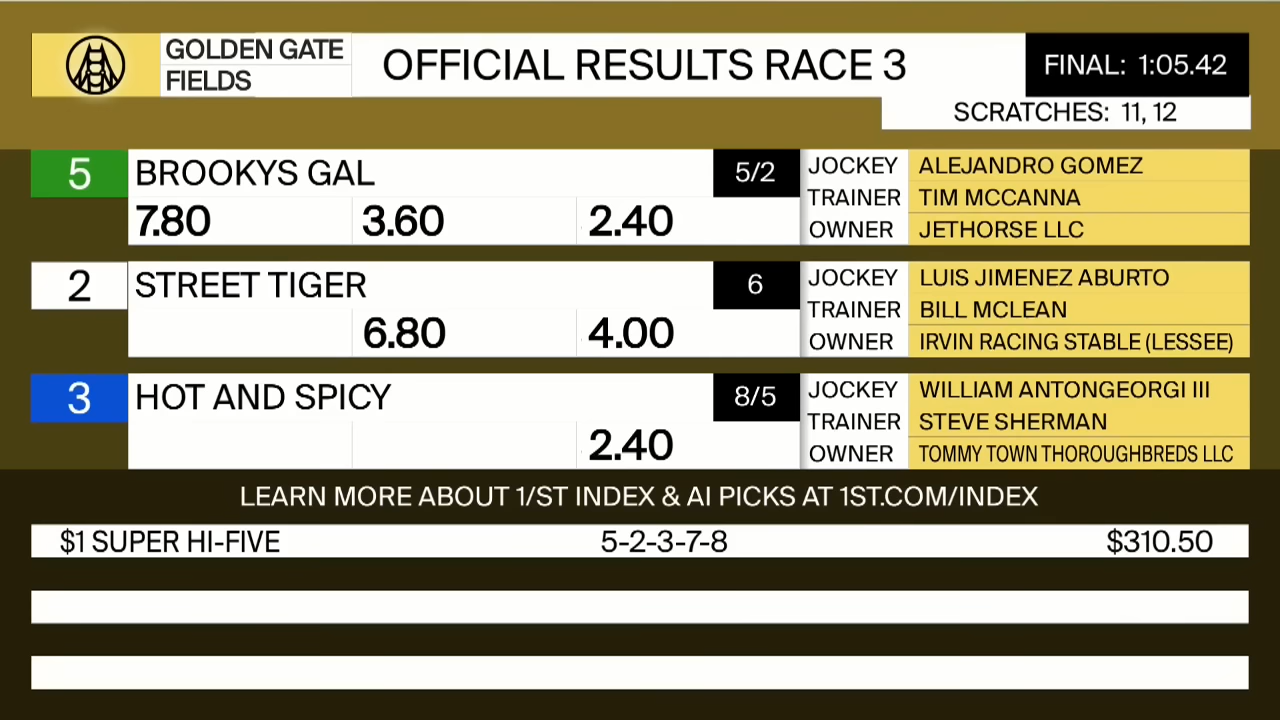 GOLDEN GATE
FIELDS
OFFICIAL RESULTS RACE 3
FINAL: 1:05.42
SCRATCHES: 11, 12
5 BROOKYS GAL 5/2
7.80 3.60 2.40
JOCKEY ALEJANDRO GOMEZ
TRAINER TIM MCCANNA
OWNER JETHORSE LLC
2 STREET TIGER 6
6.80 4.00
JOCKEY LUIS JIMENEZ ABURTO
TRAINER BILL MCLEAN
OWNER IRVIN RACING STABLE (LESSEE)
3 HOT AND SPICY 8/5
2.40
JOCKEY WILLIAM ANTONGEORGI III
TRAINER STEVE SHERMAN
OWNER TOMMY TOWN THOROUGHBREDS LLC
LEARN MORE ABOUT 1/ST INDEX & AI PICKS AT 1ST.COM/INDEX
$1 SUPER HI-FIVE 5-2-3-7-8 $310.50